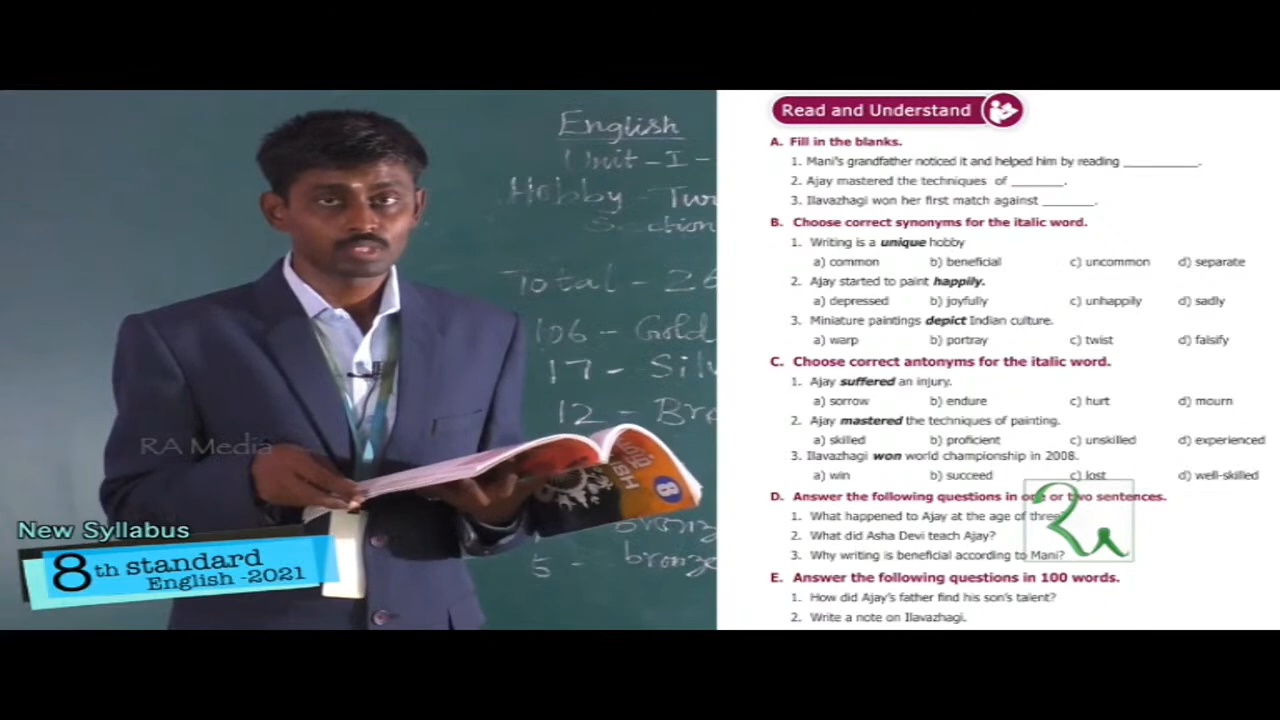 English
Unit - I -
Hobby - Tur
Section
Total - 26
106 - Gold
17 - Silv
12 - Bro
bronz
5 - bronze
RA Media
8
New Syllabus
8th standard
English -2021
Read and Understand
A. Fill in the blanks.
1. Mani's grandfather noticed it and helped him by reading __________.
2. Ajay mastered the techniques of _______.
3. Ilavazhagi won her first match against _______.
B. Choose correct synonyms for the italic word.
1. Writing is a unique hobby
a) common b) beneficial c) uncommon d) separate
2. Ajay started to paint happily.
a) depressed b) joyfully c) unhappily d) sadly
3. Miniature paintings depict Indian culture.
a) warp b) portray c) twist d) falsify
C. Choose correct antonyms for the italic word.
1. Ajay suffered an injury.
a) sorrow b) endure c) hurt d) mourn
2. Ajay mastered the techniques of painting.
a) skilled b) proficient c) unskilled d) experienced
3. Ilavazhagi won world championship in 2008.
a) win b) succeed c) lost d) well-skilled
D. Answer the following questions in one or two sentences.
1. What happened to Ajay at the age of three?
2. What did Asha Devi teach Ajay?
3. Why writing is beneficial according to Mani?
E. Answer the following questions in 100 words.
1. How did Ajay's father find his son's talent?
2. Write a note on Ilavazhagi.